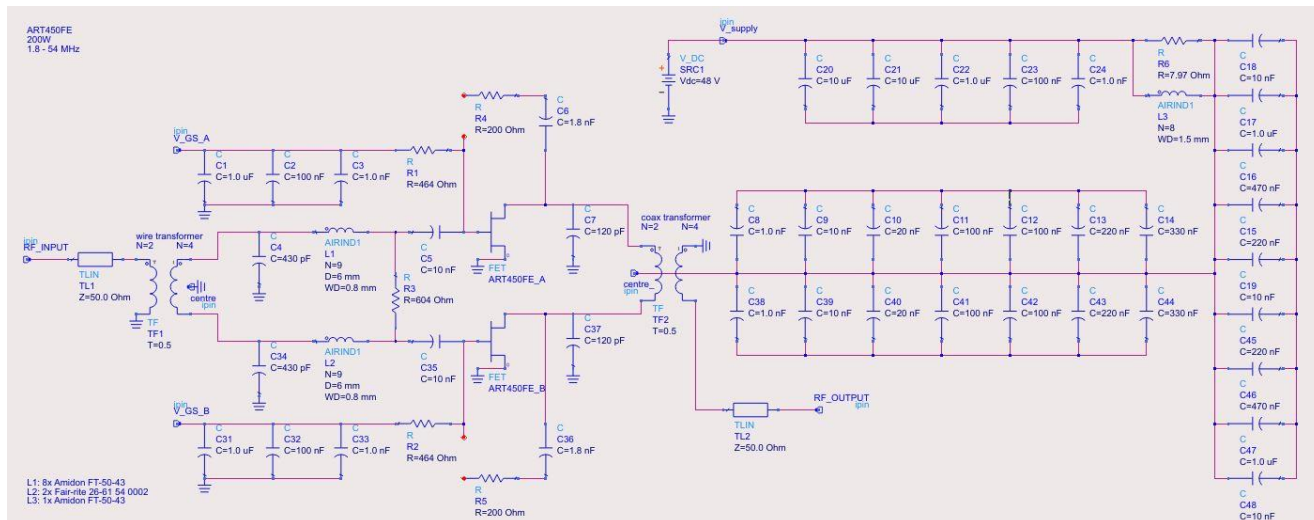 ART450FE
200W
1.8 - 54 MHz
ipin
V_supply
V_DC
SRC1
Vdc=48 V
C
C20
C=10 uF
C
C21
C=10 uF
C
C22
C=1.0 uF
C
C23
C=100 nF
C
C24
C=1.0 nF
R
R6
R=7.97 Ohm
AIRIND1
L3
N=8
WD=1.5 mm
C
C18
C=10 nF
C
C17
C=1.0 uF
C
C16
C=470 nF
C
C15
C=220 nF
C
C19
C=10 nF
C
C45
C=220 nF
C
C46
C=470 nF
C
C47
C=1.0 uF
C
C48
C=10 nF
R
R4
R=200 Ohm
C
C6
C=1.8 nF
ipin
V_GS_A
C
C1
C=1.0 uF
C
C2
C=100 nF
C
C3
C=1.0 nF
R
R1
R=464 Ohm
C
C7
C=120 pF
ipin
RF_INPUT
TLIN
TL1
Z=50.0 Ohm
wire transformer
N=2 N=4
centre
ipin
TF
TF1
T=0.5
C
C4
C=430 pF
AIRIND1
L1
N=9
D=6 mm
WD=0.8 mm
C
C5
C=10 nF
R
R3
R=604 Ohm
FET
ART450FE_A
coax transformer
N=2 N=4
centre_
ipin
TF
TF2
T=0.5
C
C8
C=1.0 nF
C
C9
C=10 nF
C
C10
C=20 nF
C
C11
C=100 nF
C
C12
C=100 nF
C
C13
C=220 nF
C
C14
C=330 nF
C
C38
C=1.0 nF
C
C39
C=10 nF
C
C40
C=20 nF
C
C41
C=100 nF
C
C42
C=100 nF
C
C43
C=220 nF
C
C44
C=330 nF
C
C34
C=430 pF
AIRIND1
L2
N=9
D=6 mm
WD=0.8 mm
C
C35
C=10 nF
FET
ART450FE_B
C
C37
C=120 pF
ipin
V_GS_B
C
C31
C=1.0 uF
C
C32
C=100 nF
C
C33
C=1.0 nF
R
R2
R=464 Ohm
C
C36
C=1.8 nF
R
R5
R=200 Ohm
TLIN
TL2
Z=50.0 Ohm
RF_OUTPUT
ipin
L1: 8x Amidon FT-50-43
L2: 2x Fair-rite 26-61 54 0002
L3: 1x Amidon FT-50-43